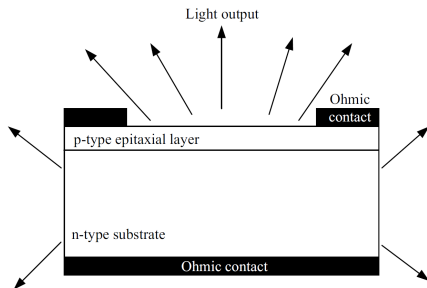 Light output
Ohmic
contact
p-type epitaxial layer
n-type substrate
Ohmic contact